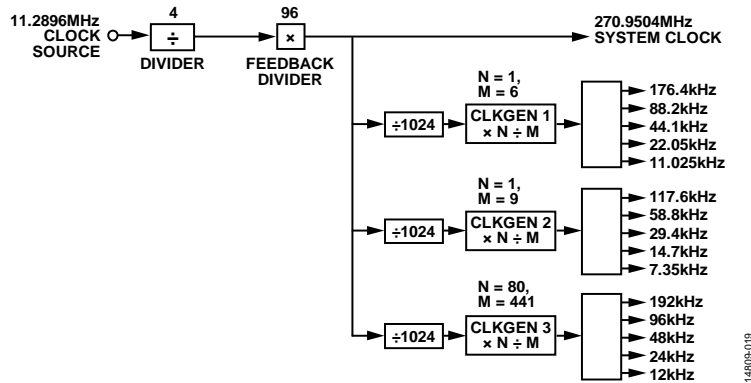 11.2896MHz
CLOCK
SOURCE
4
÷
DIVIDER
96
×
FEEDBACK
DIVIDER
270.9504MHz
SYSTEM CLOCK
N = 1,
M = 6
÷1024
CLKGEN 1
× N ÷ M
176.4kHz
88.2kHz
44.1kHz
22.05kHz
11.025kHz
N = 1,
M = 9
÷1024
CLKGEN 2
× N ÷ M
117.6kHz
58.8kHz
29.4kHz
14.7kHz
7.35kHz
N = 80,
M = 441
÷1024
CLKGEN 3
× N ÷ M
192kHz
96kHz
48kHz
24kHz
12kHz
14809-019